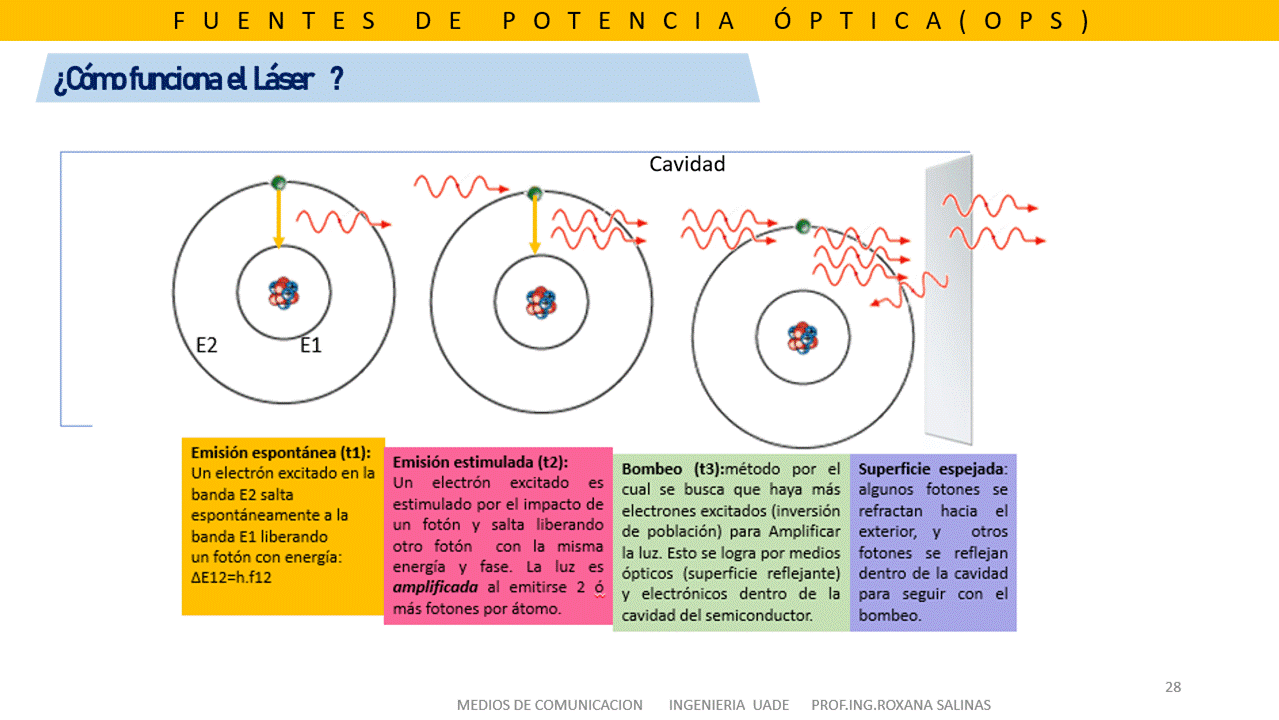 FUENTES DE POTENCIA ÓPTICA(OPS)
¿Cómo funciona el Láser ?
Cavidad
E2
E1
Emisión espontánea (t1):
Un electrón excitado en la
banda E2 salta
espontáneamente a la
banda E1 liberando
un fotón con energía:
ΔE12=h.f12
Emisión estimulada (t2):
Un electrón excitado es
estimulado por el impacto de
un fotón y salta liberando
otro fotón con la misma
energía y fase. La luz es
amplificada al emitirse 2 ó
más fotones por átomo.
Bombeo (t3):método por el
cual se busca que haya más
electrones excitados (inversión
de población) para Amplificar
la luz. Esto se logra por medios
ópticos (superficie reflejante)
y electrónicos dentro de la
cavidad del semiconductor.
Superficie espejada:
algunos fotones se
refractan hacia el
exterior, y otros
fotones se reflejan
dentro de la cavidad
para seguir con el
bombeo.
28
MEDIOS DE COMUNICACION INGENIERIA UADE PROF.ING.ROXANA SALINAS